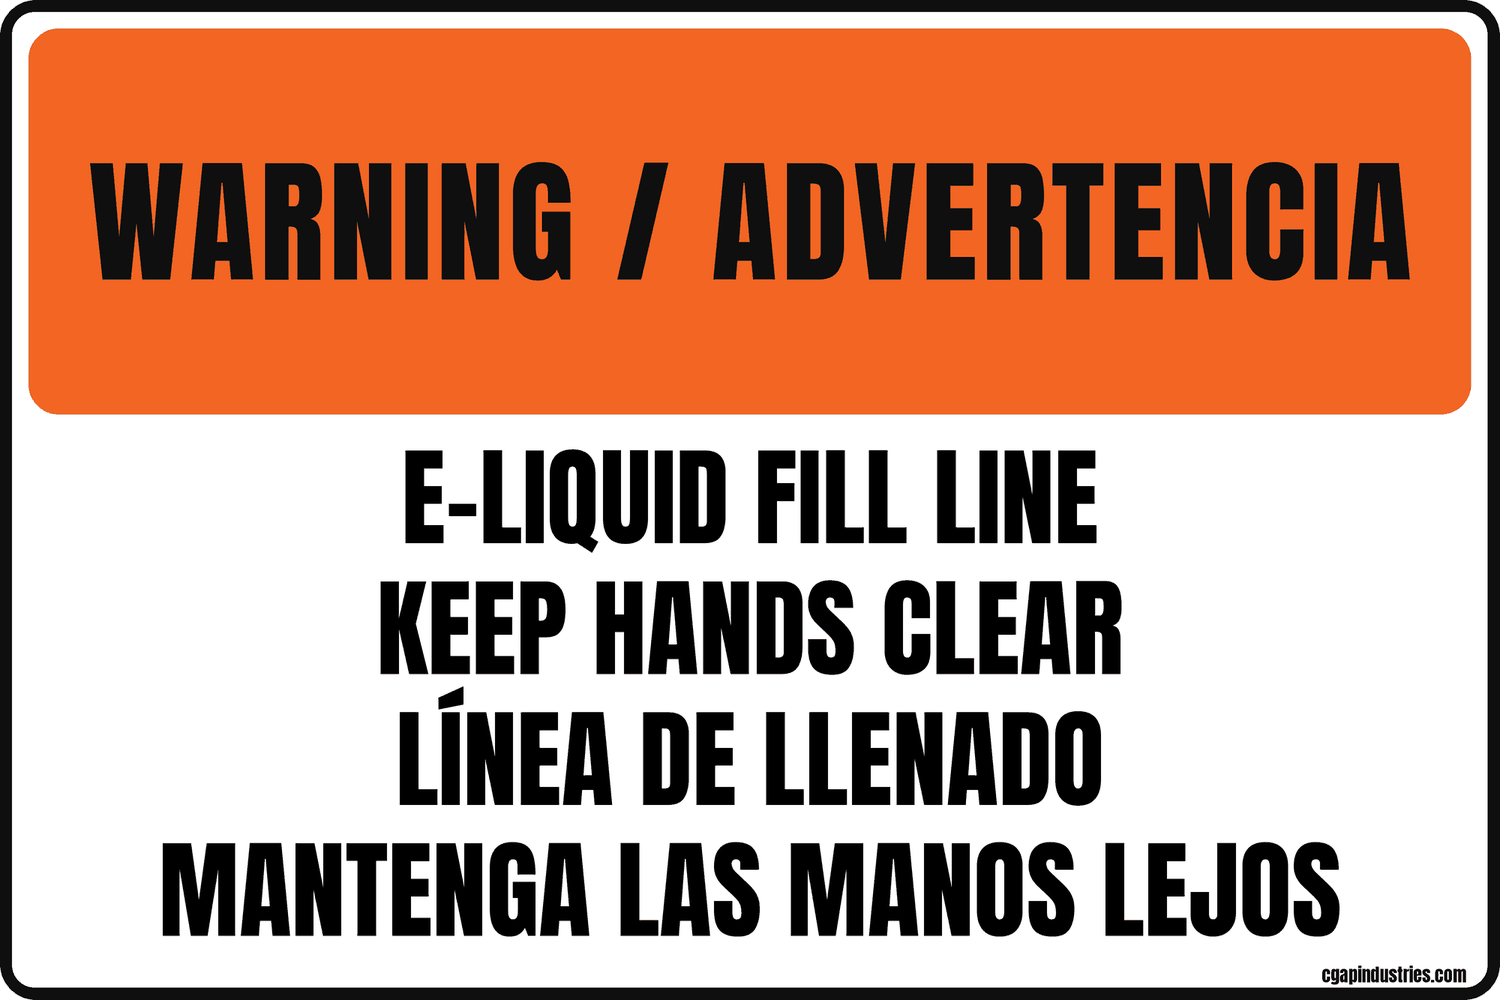 WARNING / ADVERTENCIA
E-LIQUID FILL LINE
KEEP HANDS CLEAR
LÍNEA DE LLENADO
MANTENGA LAS MANOS LEJOS
cgapindustries.com